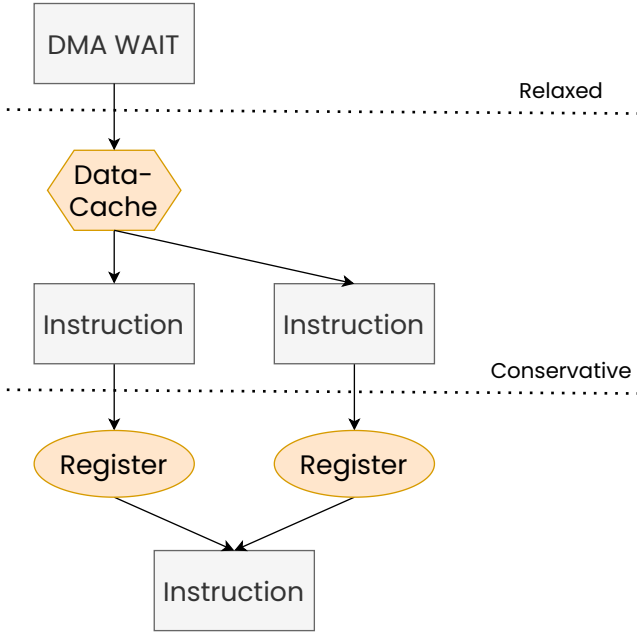 DMA WAIT
Relaxed
Data-
Cache
Instruction
Instruction
Conservative
Register
Register
Instruction